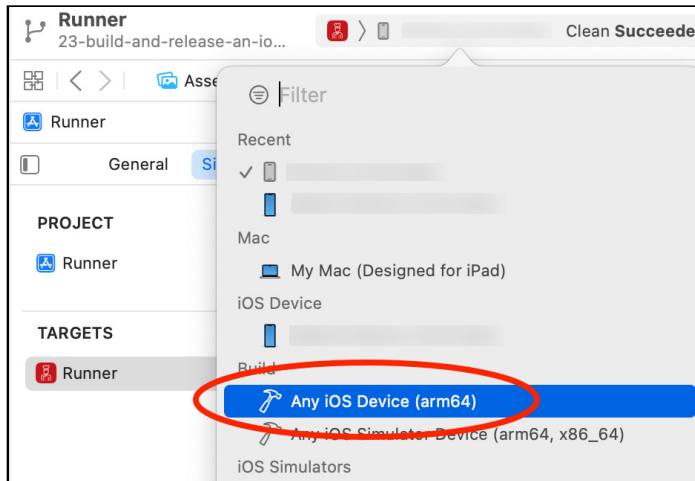 Runner
23-build-and-release-an-io...
Clean Succeede
Asse
Filter
Runner
Recent
General
Si
PROJECT
Mac
Runner
My Mac (Designed for iPad)
iOS Device
TARGETS
Build
Runner
Any iOS Device (arm64)
Any iOS Simulator Device (arm64, x86_64)
iOS Simulators